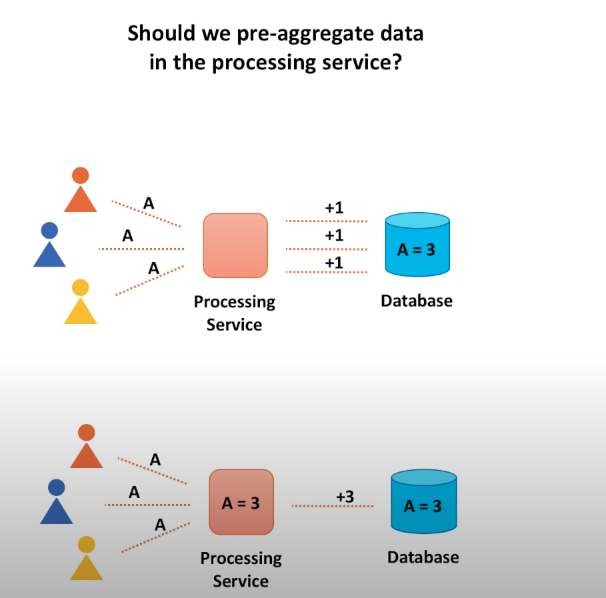 Should we pre-aggregate data
in the processing service?
A
A
A
+1
+1
+1
A = 3
Processing
Service
Database
A
A
A
A = 3
+3
A = 3
Processing
Service
Database